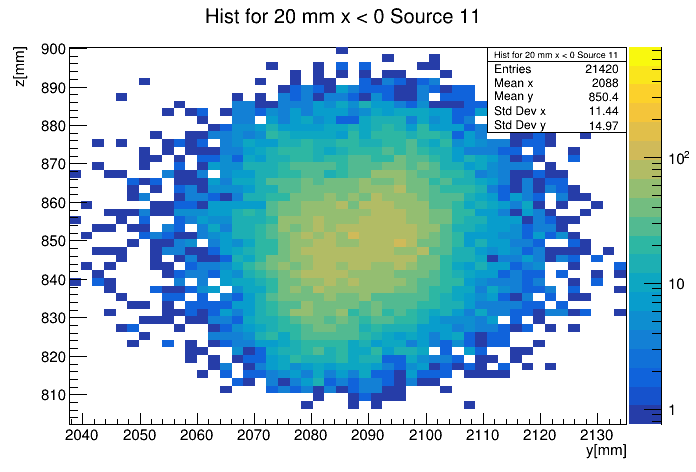 Hist for 20 mm x < 0 Source 11
z[mm]
900
890
880
870
860
850
840
830
820
810
Hist for 20 mm x < 0 Source 11
Entries 21420
Mean x 2088
Mean y 850.4
Std Dev x 11.44
Std Dev y 14.97
10²
10
1
2040 2050 2060 2070 2080 2090 2100 2110 2120 2130
y[mm]